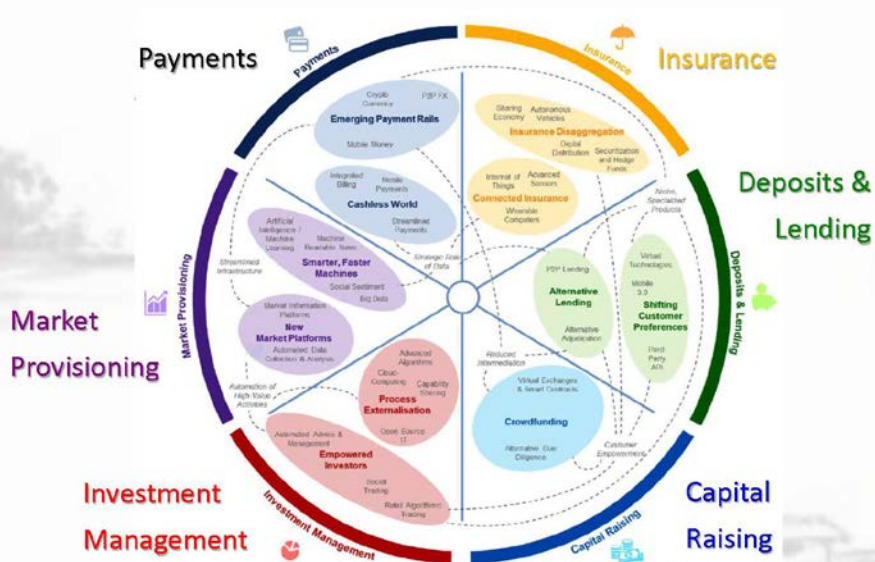 Payments
Insurance
Deposits &
Lending
Market
Provisioning
Investment
Management
Capital
Raising
Payments
Crypto
Currency
P2P FX
Emerging Payment Rails
Mobile Money
Integrated
Billing
Mobile
Payments
Cashless World
Streamlined
Payments
Insurance
Sharing
Economy
Autonomous
Vehicles
Insurance Disaggregation
Digital
Distribution
Securitization
and Hedge
Funds
Internet of
Things
Advanced
Sensors
Connected Insurance
Wearable
Computers
Niche,
Specialized
Products
Deposits & Lending
P2P Lending
Alternative
Lending
Alternative
Adjudication
Virtual
Technologies
Mobile
3.0
Shifting
Customer
Preferences
Third
Party
API
Capital Raising
Virtual Exchanges
& Smart Contracts
Crowdfunding
Alternative Due
Diligence
Customer
Empowerment
Reduced
Intermediation
Investment Management
Advanced
Algorithms
Cloud-
Computing
Capability
Sharing
Process
Externalisation
Open Source
IT
Automated Advice &
Management
Empowered
Investors
Social
Trading
Retail Algorithmic
Trading
Automation of
High-Value
Activities
Market Provisioning
Artificial
Intelligence /
Machine
Learning
Machine
Readable News
Smarter, Faster
Machines
Social Sentiment
Big Data
Market Information
Platforms
New
Market Platforms
Automated Data
Collection & Analysis
Streamlined
Infrastructure
Strategic Role
of Data